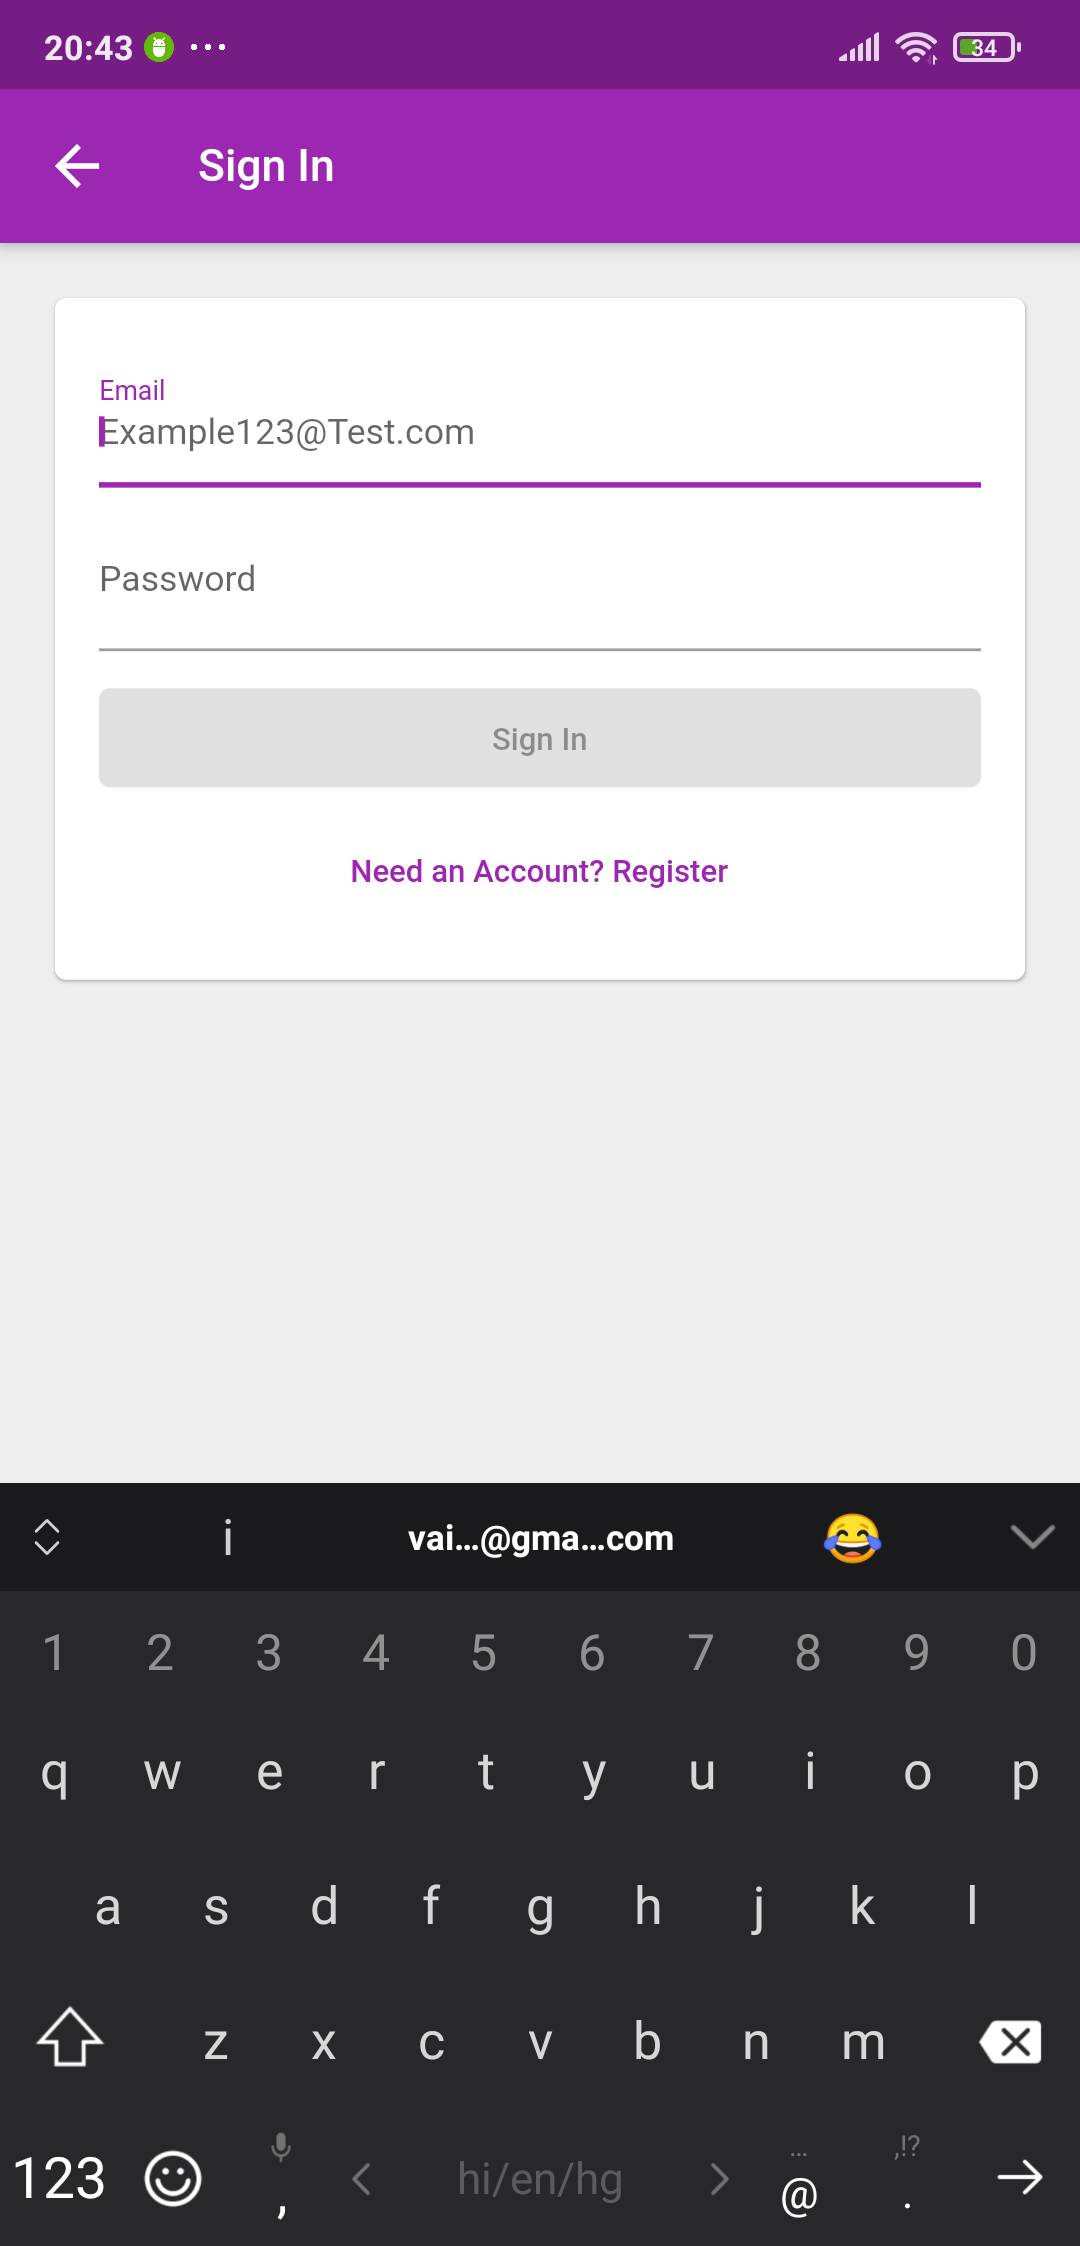 20:43
34
Sign In
Email
Example123@Test.com
Password
Sign In
Need an Account? Register
i vai...@gma...com 😂
1 2 3 4 5 6 7 8 9 0
q w e r t y u i o p
a s d f g h j k l
z x c v b n m
123 , hi/en/hg ... @ ,!? .